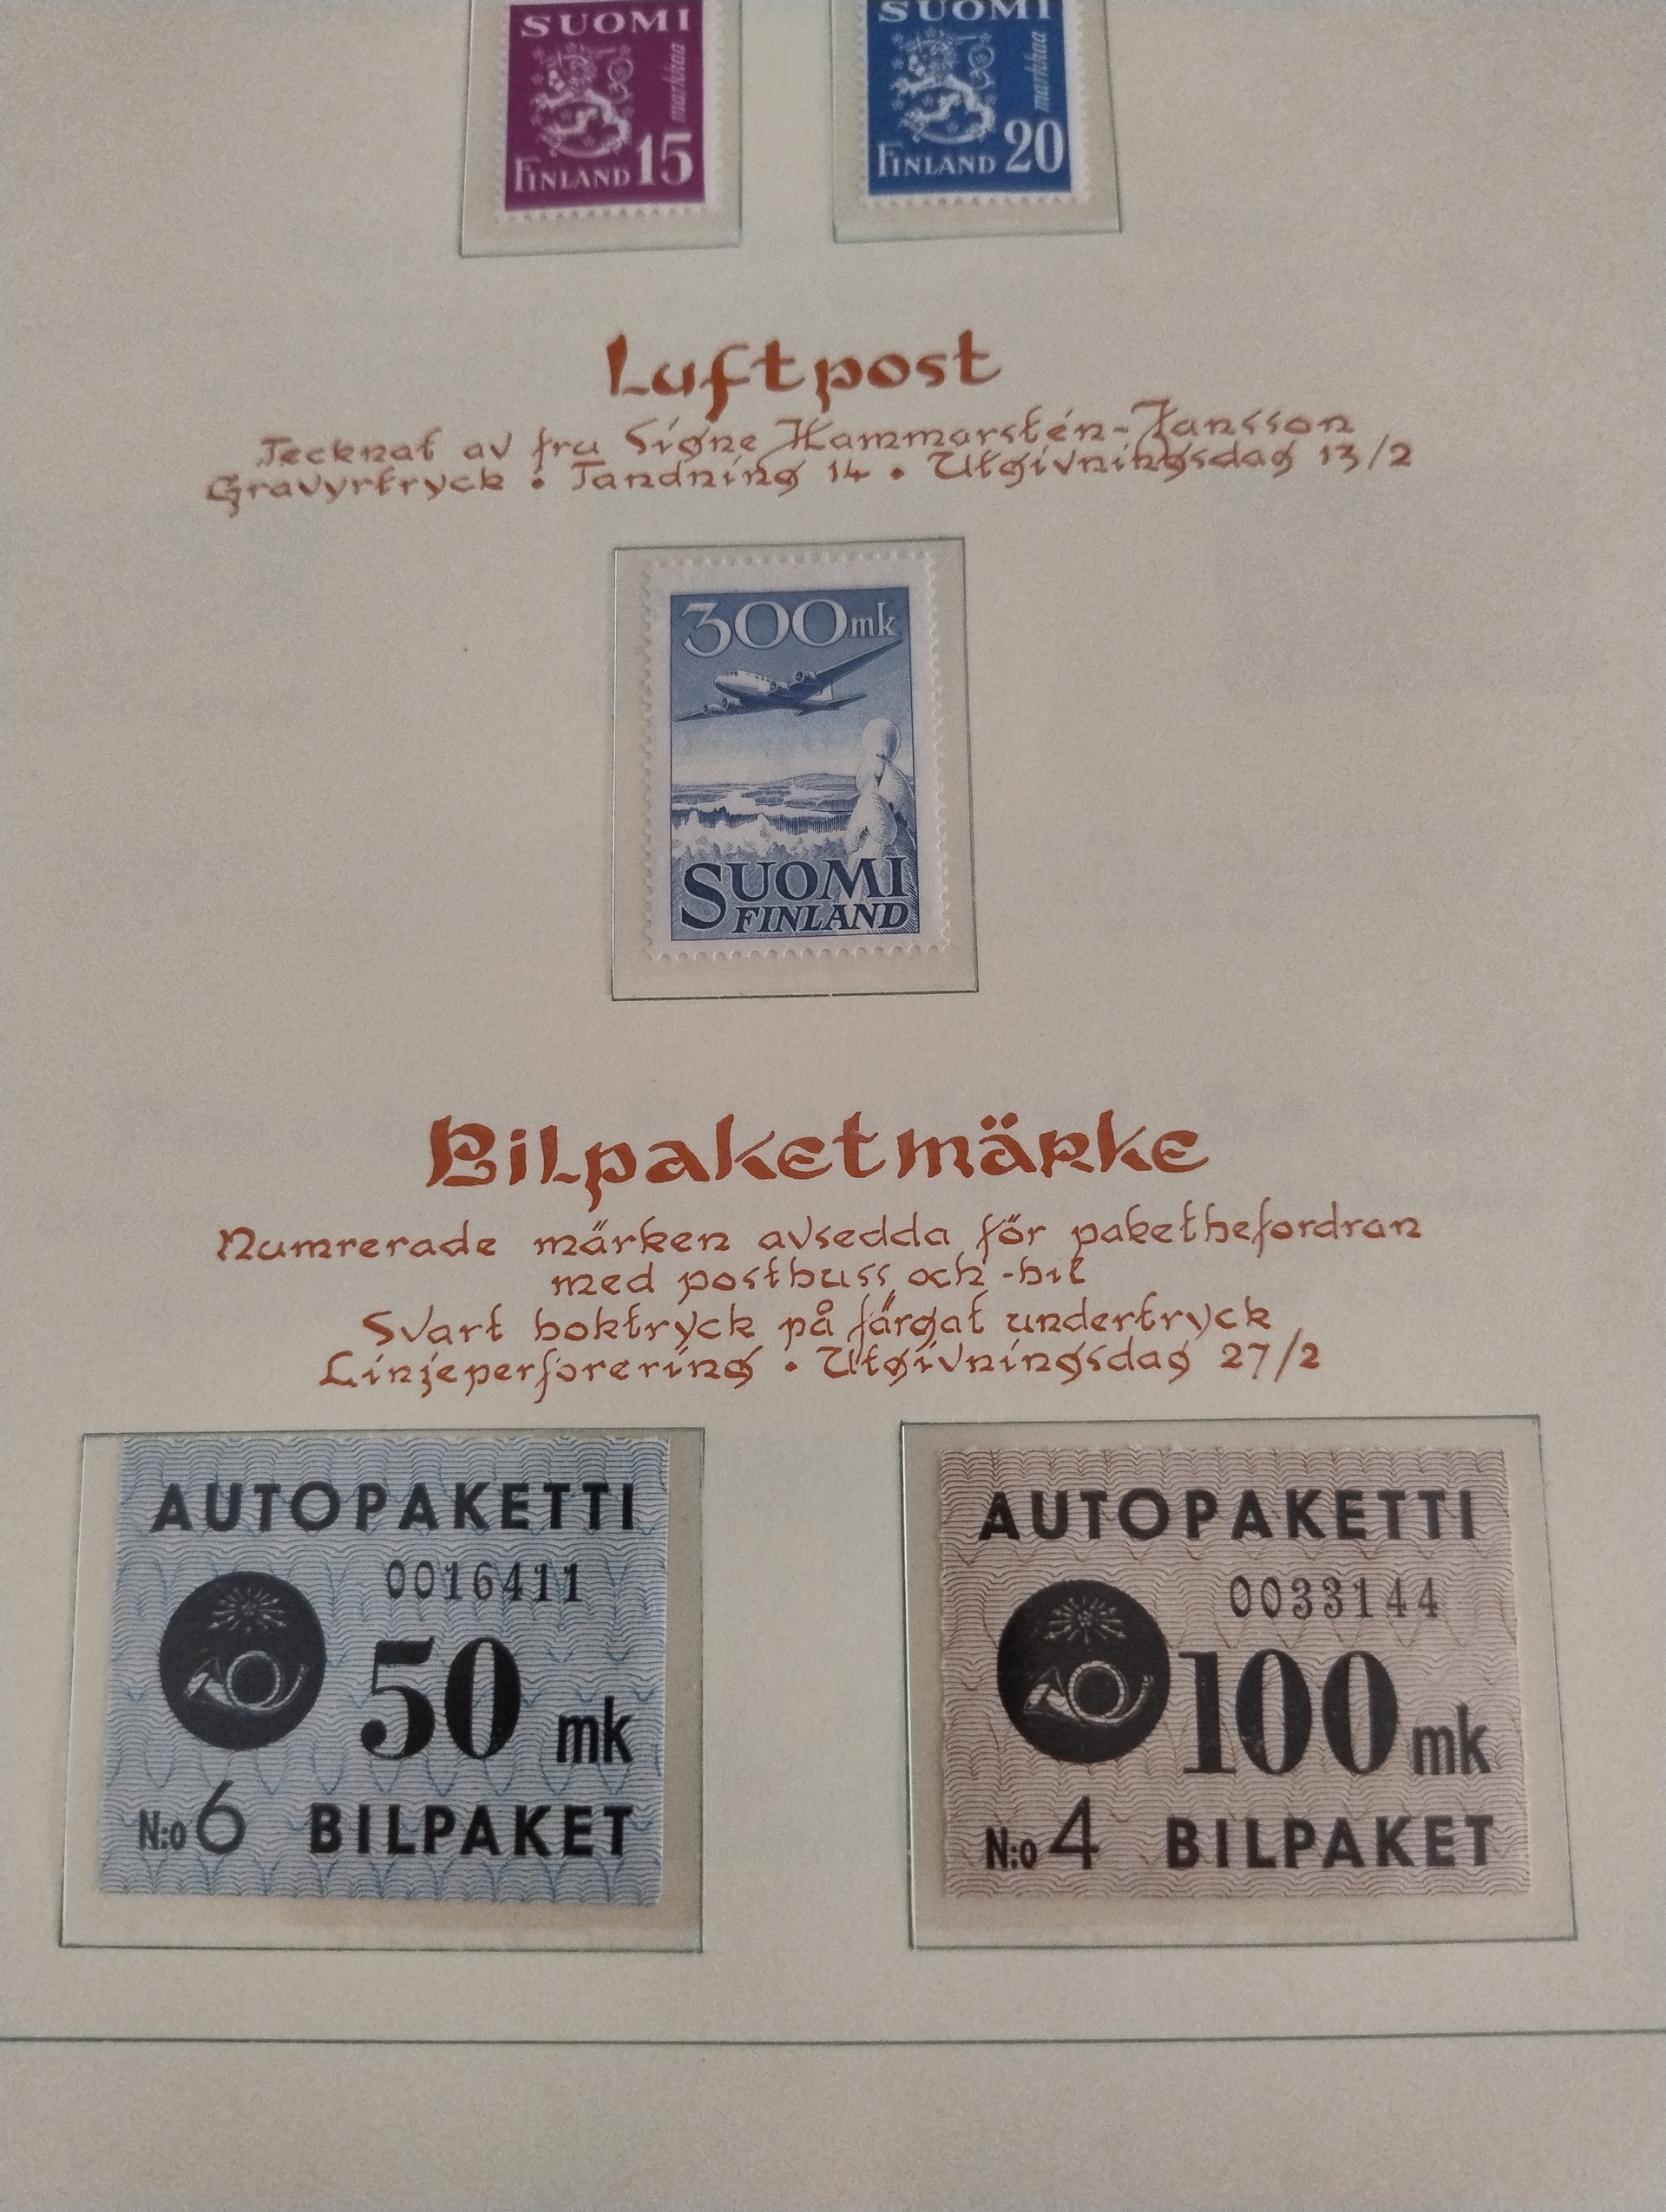 SUOMI
markkaa
FINLAND 15
SUOMI
markkaa
FINLAND 20
Luftpost
Tecknat av fru Signe Hammarstén-Jansson
Gravyrtryck • Tandning 14 • Utgivningsdag 13/2
300 mk
SUOMI
FINLAND
Bilpaketmärke
Numrerade märken avsedda för paketbefordran
med postbuss och -bil
Svart boktryck på färgat undertryck
Linjeperforering • Utgivningsdag 27/2
AUTOPAKETTI
0016411
50 mk
N:o 6 BILPAKET
AUTOPAKETTI
0033144
100 mk
N:o 4 BILPAKET